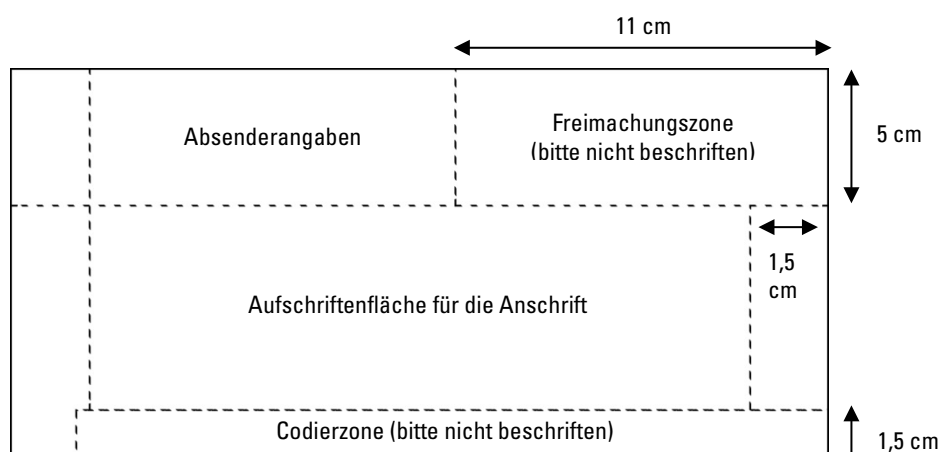 11 cm
Absenderangaben
Freimachungszone
(bitte nicht beschriften)
5 cm
1,5
cm
Aufschriftenfläche für die Anschrift
Codierzone (bitte nicht beschriften)
1,5 cm